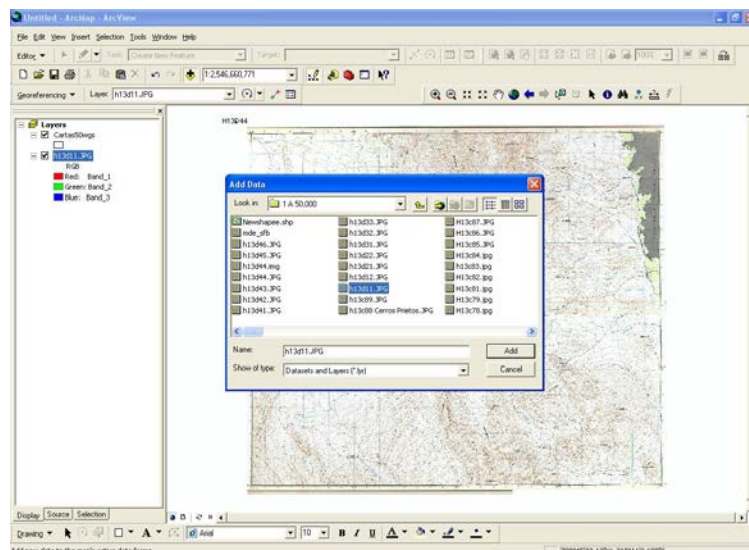 Untitled - ArcMap - ArcView
File Edit View Insert Selection Tools Window Help
Editor Task: Create New Feature Target: 100%
1:2,546,660,771
Georeferencing Layer: h13d11.JPG
Layers
Cartas50wgs
h13d11.JPG
RGB
Red: Band_1
Green: Band_2
Blue: Band_3
Add Data
Look in: 1 A 50,000
Newshapee.shp
mde_sfb
h13d46.JPG
h13d45.JPG
h13d44.img
h13d44.JPG
h13d43.JPG
h13d42.JPG
h13d41.JPG
h13d33.JPG
h13d32.JPG
h13d31.JPG
h13d22.JPG
h13d21.JPG
h13d12.JPG
h13d11.JPG
h13c89.JPG
h13c88 Cerros Prietos.JPG
H13c87.JPG
H13c86.JPG
H13c85.JPG
H13c84.jpg
H13c83.jpg
H13c82.jpg
H13c81.jpg
H13c79.jpg
H13c78.jpg
Name: h13d11.JPG Add
Show of type: Datasets and Layers (*.lyr) Cancel
Display Source Selection
Drawing A Arial 10 B I U A